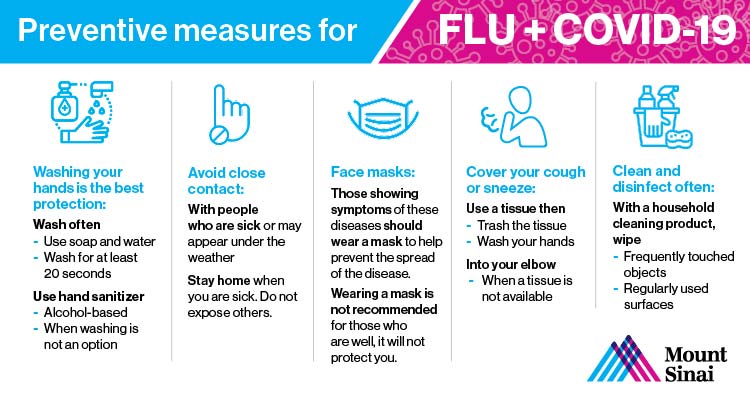 Preventive measures for FLU + COVID-19
Washing your
hands is the best
protection:
Wash often
- Use soap and water
- Wash for at least
20 seconds
Use hand sanitizer
- Alcohol-based
- When washing is
not an option
Avoid close
contact:
With people
who are sick or may
appear under the
weather
Stay home when
you are sick. Do not
expose others.
Face masks:
Those showing
symptoms of these
diseases should
wear a mask to help
prevent the spread
of the disease.
Wearing a mask is
not recommended
for those who
are well, it will not
protect you.
Cover your cough
or sneeze:
Use a tissue then
- Trash the tissue
- Wash your hands
Into your elbow
- When a tissue is
not available
Clean and
disinfect often:
With a household
cleaning product,
wipe
- Frequently touched
objects
- Regularly used
surfaces
Mount
Sinai